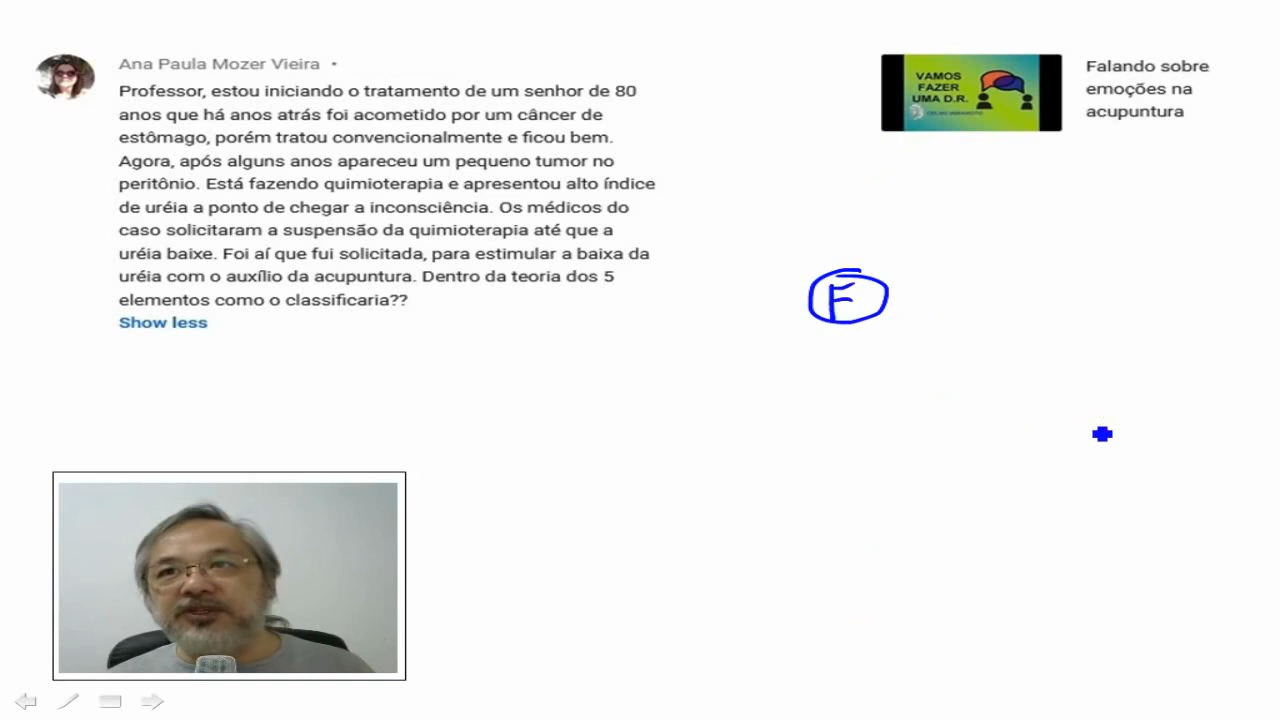 Ana Paula Mozer Vieira •
Professor, estou iniciando o tratamento de um senhor de 80
anos que há anos atrás foi acometido por um câncer de
estômago, porém tratou convencionalmente e ficou bem.
Agora, após alguns anos apareceu um pequeno tumor no
peritônio. Está fazendo quimioterapia e apresentou alto índice
de uréia a ponto de chegar a inconsciência. Os médicos do
caso solicitaram a suspensão da quimioterapia até que a
uréia baixe. Foi aí que fui solicitada, para estimular a baixa da
uréia com o auxílio da acupuntura. Dentro da teoria dos 5
elementos como o classificaria??
Show less
VAMOS
FAZER
UMA D.R.
Falando sobre
emoções na
acupuntura
F